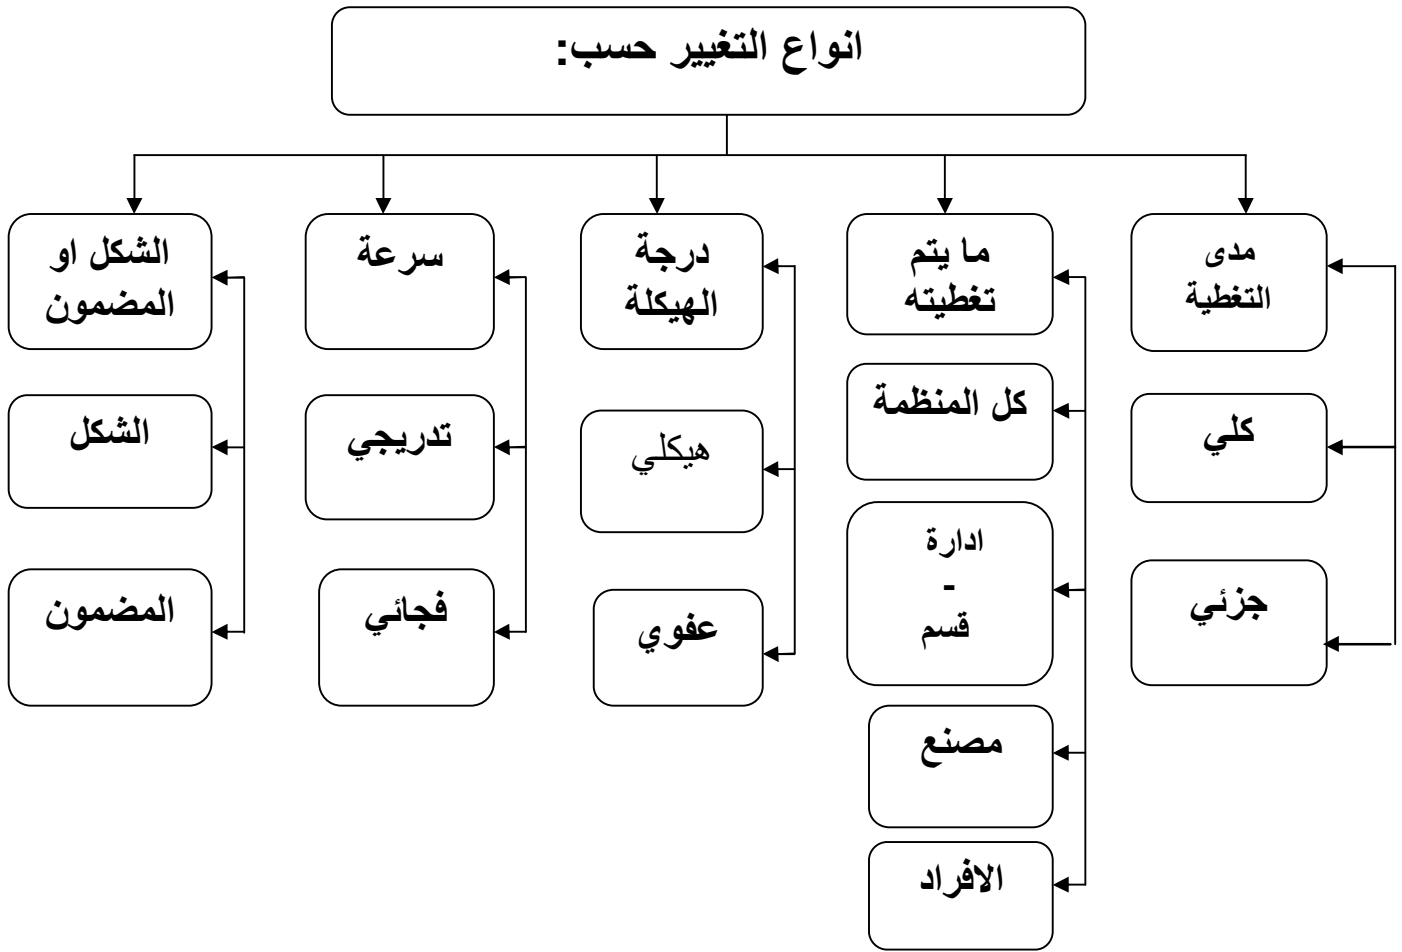 انواع التغيير حسب:
مدى
التغطية
كلي
جزئي
ما يتم
تغطيته
كل المنظمة
ادارة
-
قسم
مصنع
الافراد
درجة
الهيكلة
هيكلي
عفوي
سرعة
تدريجي
فجائي
الشكل او
المضمون
الشكل
المضمون